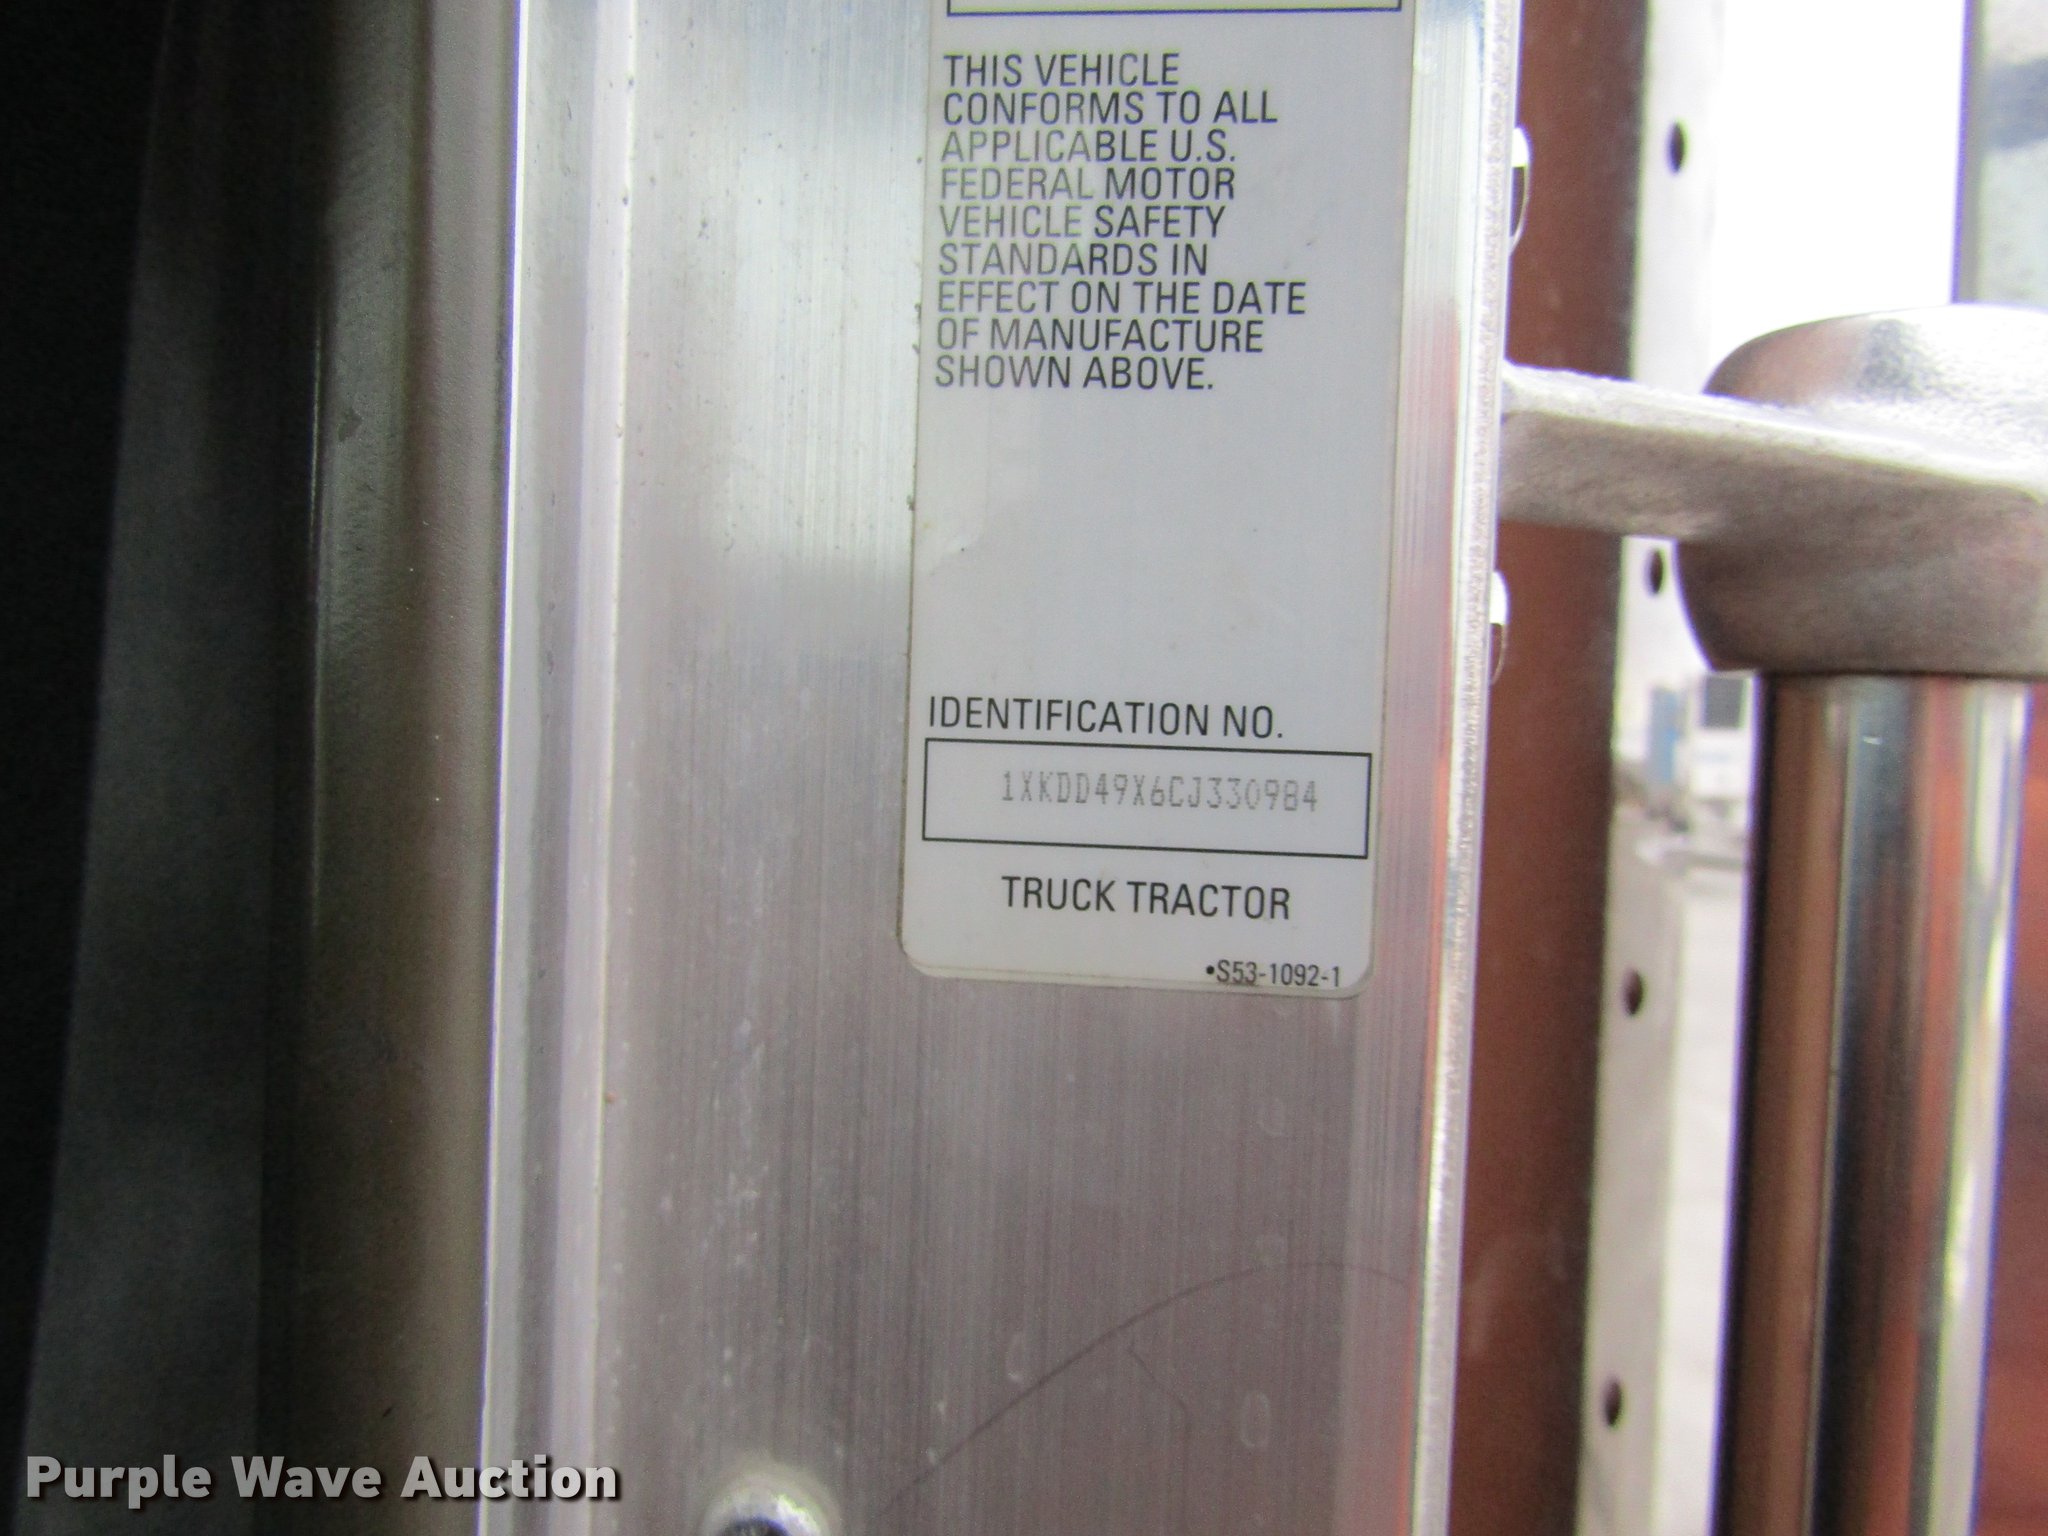 THIS VEHICLE
CONFORMS TO ALL
APPLICABLE U.S.
FEDERAL MOTOR
VEHICLE SAFETY
STANDARDS IN
EFFECT ON THE DATE
OF MANUFACTURE
SHOWN ABOVE.
IDENTIFICATION NO.
1XKDD49X6CJ330984
TRUCK TRACTOR
•S53-1092-1
Purple Wave Auction